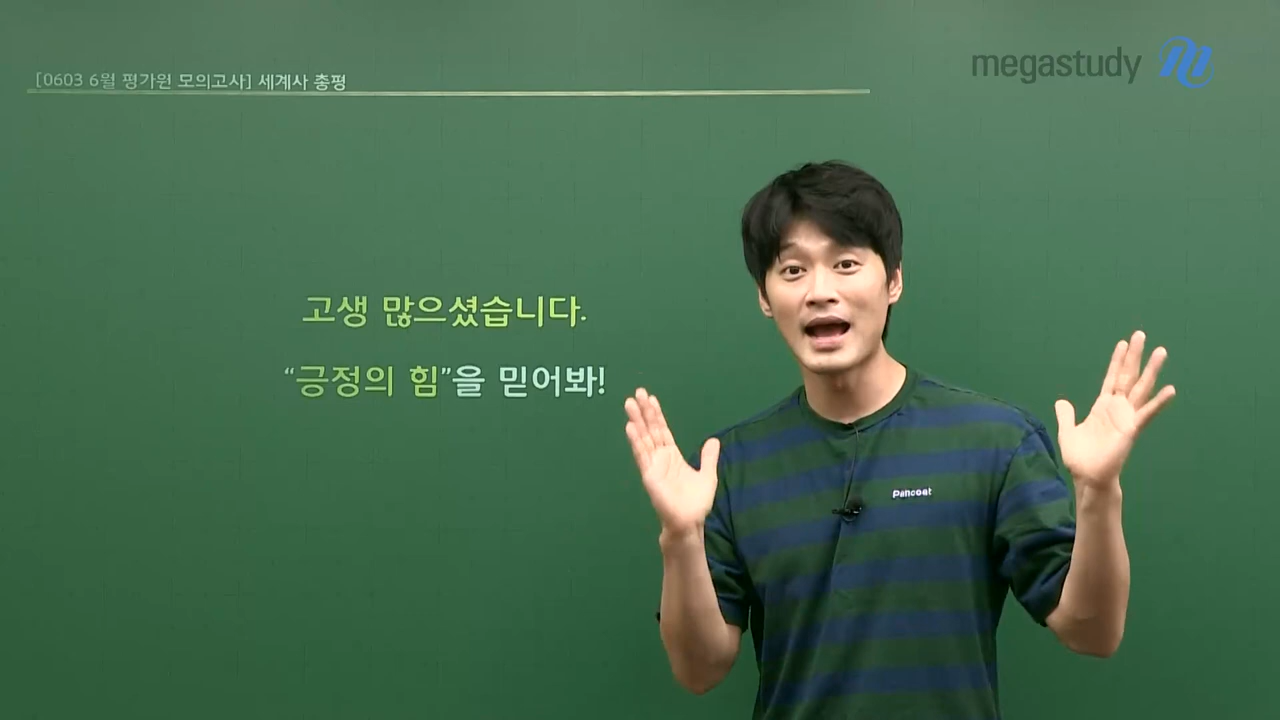 [0603 6월 평가원 모의고사] 세계사 총평
megastudy
고생 많으셨습니다.
“긍정의 힘”을 믿어봐!
Pancoat